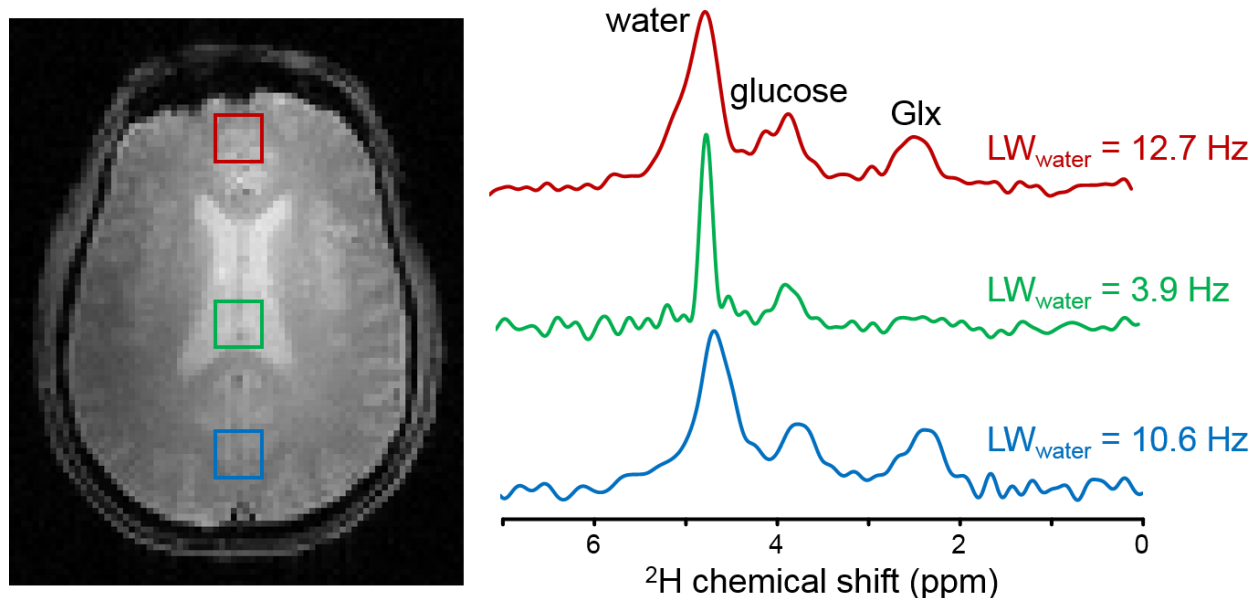 water
glucose
Glx
LWwater = 12.7 Hz
LWwater = 3.9 Hz
LWwater = 10.6 Hz
6 4 2 0
²H chemical shift (ppm)